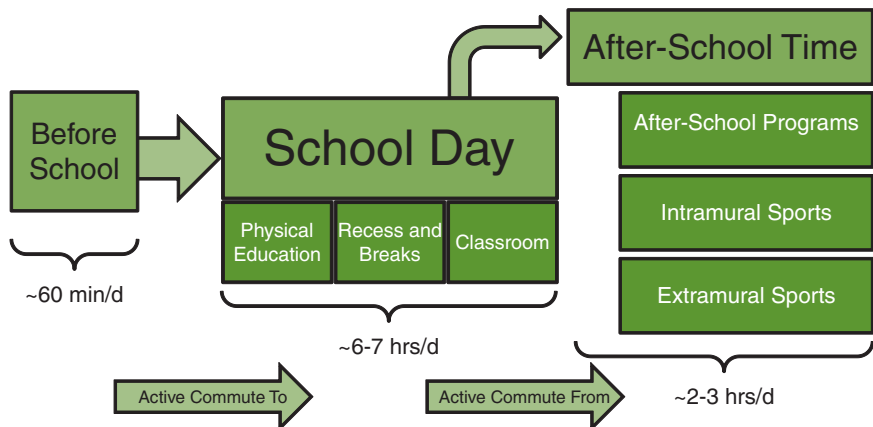 Before
School
~60 min/d
School Day
Physical
Education
Recess and
Breaks
Classroom
~6-7 hrs/d
After-School Time
After-School Programs
Intramural Sports
Extramural Sports
~2-3 hrs/d
Active Commute To
Active Commute From